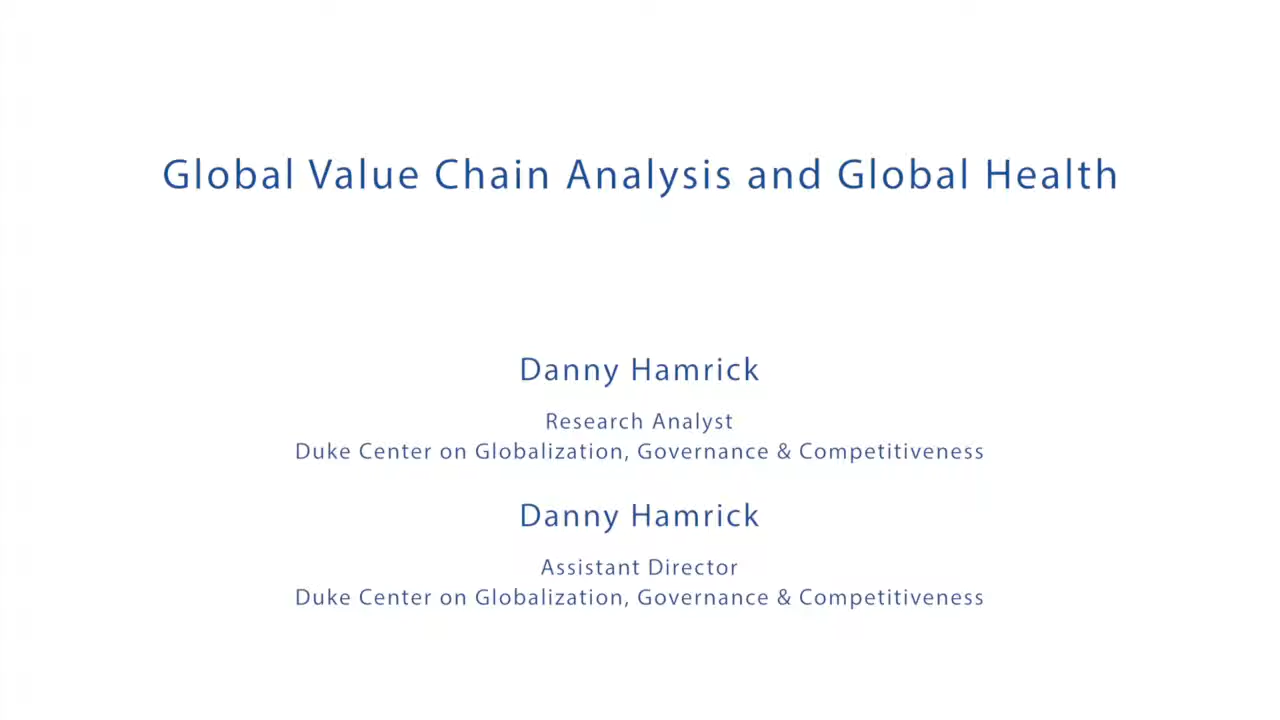 Global Value Chain Analysis and Global Health
Danny Hamrick
Research Analyst
Duke Center on Globalization, Governance & Competitiveness
Danny Hamrick
Assistant Director
Duke Center on Globalization, Governance & Competitiveness